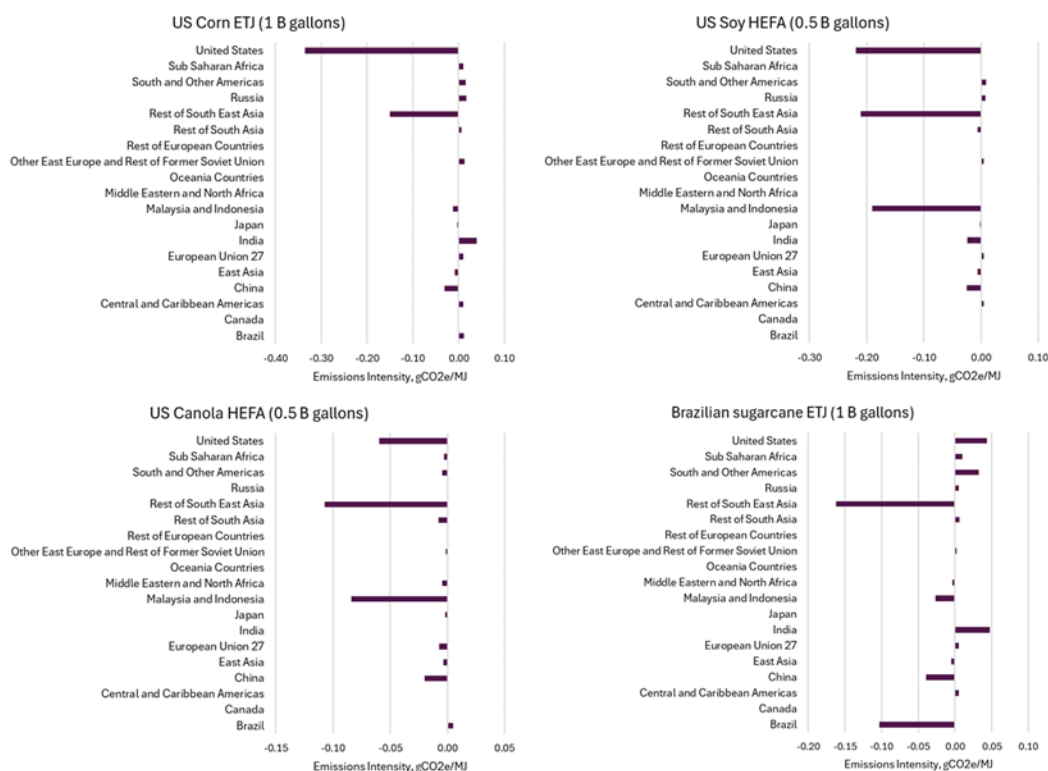 US Corn ETJ (1 B gallons)
United States
Sub Saharan Africa
South and Other Americas
Russia
Rest of South East Asia
Rest of South Asia
Rest of European Countries
Other East Europe and Rest of Former Soviet Union
Oceania Countries
Middle Eastern and North Africa
Malaysia and Indonesia
Japan
India
European Union 27
East Asia
China
Central and Caribbean Americas
Canada
Brazil
-0.40 -0.30 -0.20 -0.10 0.00 0.10
Emissions Intensity, gCO2e/MJ
US Soy HEFA (0.5 B gallons)
United States
Sub Saharan Africa
South and Other Americas
Russia
Rest of South East Asia
Rest of South Asia
Rest of European Countries
Other East Europe and Rest of Former Soviet Union
Oceania Countries
Middle Eastern and North Africa
Malaysia and Indonesia
Japan
India
European Union 27
East Asia
China
Central and Caribbean Americas
Canada
Brazil
-0.30 -0.20 -0.10 0.00 0.10
Emissions Intensity, gCO2e/MJ
US Canola HEFA (0.5 B gallons)
United States
Sub Saharan Africa
South and Other Americas
Russia
Rest of South East Asia
Rest of South Asia
Rest of European Countries
Other East Europe and Rest of Former Soviet Union
Oceania Countries
Middle Eastern and North Africa
Malaysia and Indonesia
Japan
India
European Union 27
East Asia
China
Central and Caribbean Americas
Canada
Brazil
-0.15 -0.10 -0.05 0.00 0.05
Emissions Intensity, gCO2e/MJ
Brazilian sugarcane ETJ (1 B gallons)
United States
Sub Saharan Africa
South and Other Americas
Russia
Rest of South East Asia
Rest of South Asia
Rest of European Countries
Other East Europe and Rest of Former Soviet Union
Oceania Countries
Middle Eastern and North Africa
Malaysia and Indonesia
Japan
India
European Union 27
East Asia
China
Central and Caribbean Americas
Canada
Brazil
-0.20 -0.15 -0.10 -0.05 0.00 0.05 0.10
Emissions Intensity, gCO2e/MJ